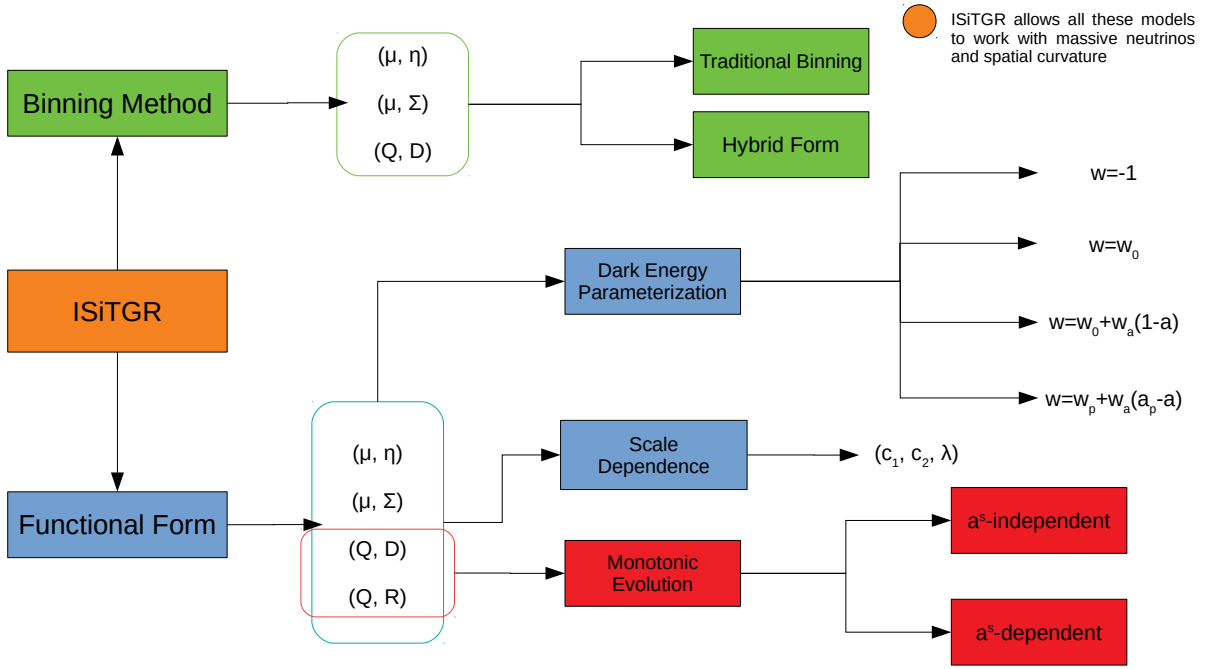 ISiTGR allows all these models
to work with massive neutrinos
and spatial curvature
Binning Method
(μ, η)
(μ, Σ)
(Q, D)
Traditional Binning
Hybrid Form
ISiTGR
Dark Energy
Parameterization
w=-1
w=w₀
w=w₀+wₐ(1-a)
w=wₚ+wₐ(aₚ-a)
Functional Form
(μ, η)
(μ, Σ)
(Q, D)
(Q, R)
Scale
Dependence
(c₁, c₂, λ)
Monotonic
Evolution
aˢ-independent
aˢ-dependent